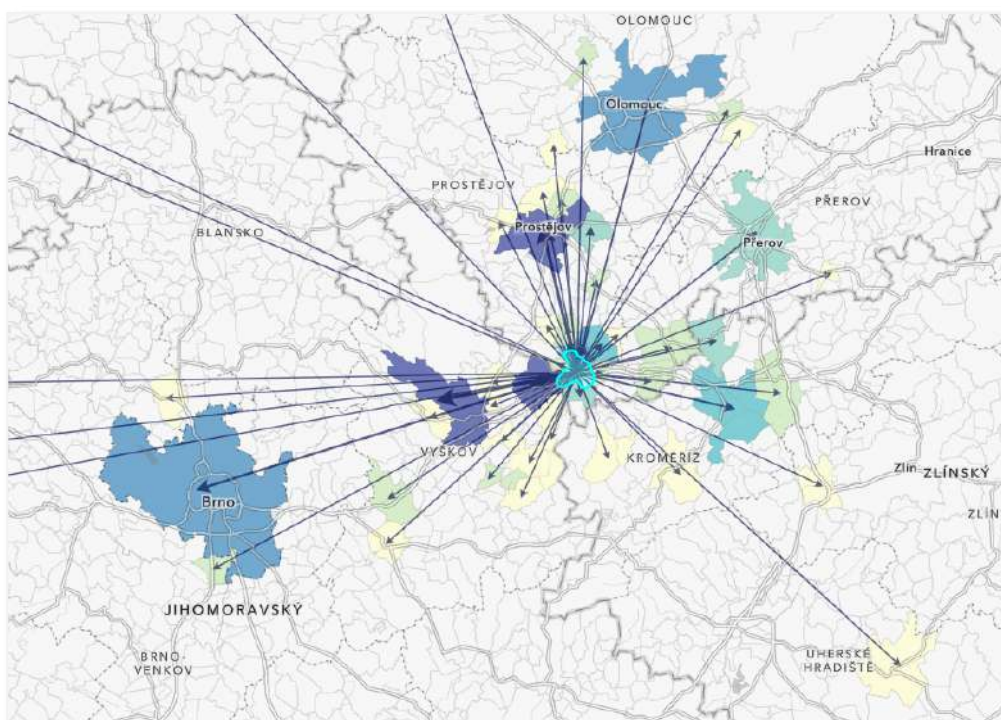 OLOMOUC
Olomouc
Hranice
PROSTĚJOV
PŘEROV
BLANSKO
Prostějov
Přerov
VYŠKOV
KROMĚŘÍŽ
Zlín
ZLÍNSKÝ
Brno
ZLÍN
JIHOMORAVSKÝ
BRNO-
VENKOV
UHERSKÉ
HRADIŠTĚ